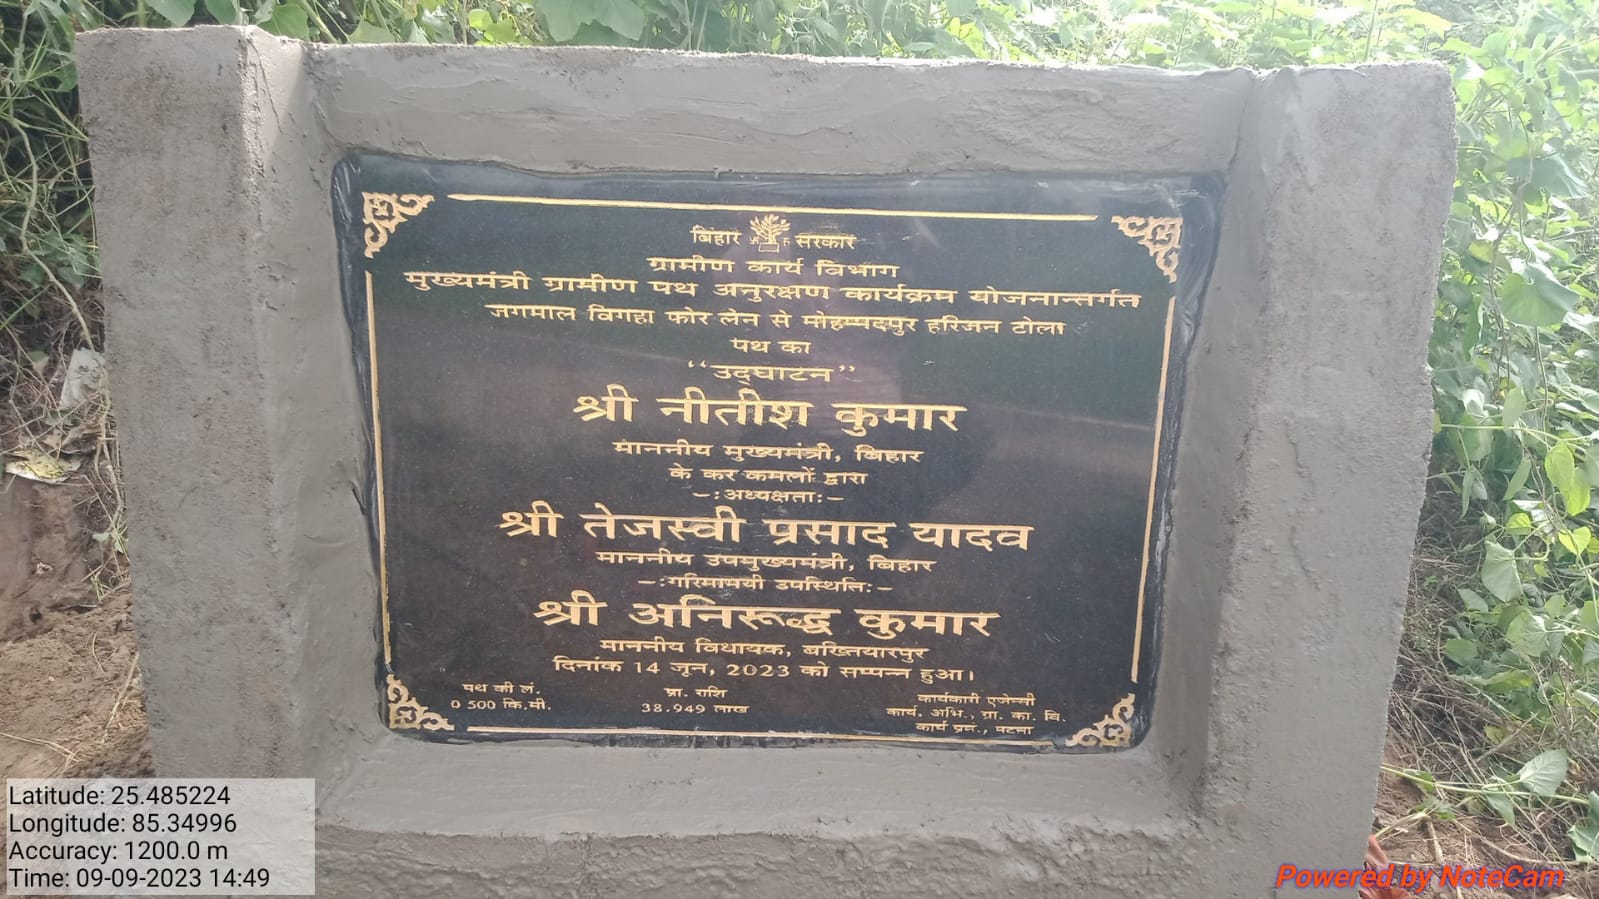 बिहार सरकार
ग्रामीण कार्य विभाग
मुख्यमंत्री ग्रामीण पथ अनुरक्षण कार्यक्रम योजनान्तर्गत
जगमाल विगहा फोर लेन से मोहम्मदपुर हरिजन टोला
पथ का
‘‘उद्घाटन’’
श्री नीतीश कुमार
माननीय मुख्यमंत्री, बिहार
के कर कमलों द्वारा
–:अध्यक्षता:–
श्री तेजस्वी प्रसाद यादव
माननीय उपमुख्यमंत्री, बिहार
–:गरिमामयी उपस्थिति:–
श्री अनिरूद्ध कुमार
माननीय विधायक, बख्तियारपुर
दिनांक 14 जून, 2023 को सम्पन्न हुआ।
पथ की लं.
0 500 कि.मी.
प्रा. राशि
38.949 लाख
कार्यकारी एजेन्सी
कार्य. अभि., ग्रा. का. वि.
कार्य प्रम., पटना
Latitude: 25.485224
Longitude: 85.34996
Accuracy: 1200.0 m
Time: 09-09-2023 14:49
Powered by NoteCam